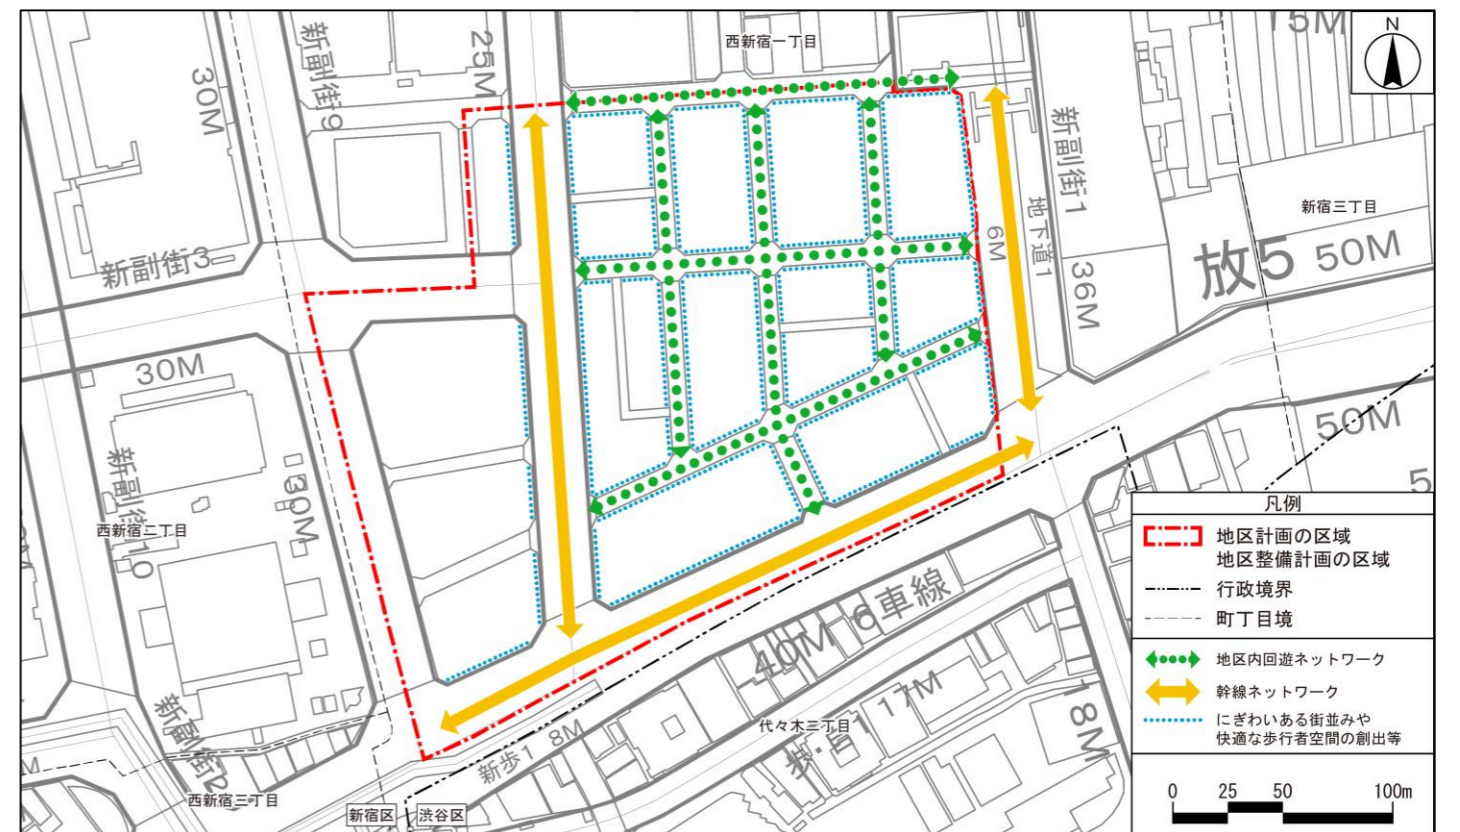 西新宿一丁目
15M
N
新副街9
25M
30M
新副街1
地下道1
6M
36M
新宿三丁目
放5 50M
新副街3
30M
50M
新副街10
30M
西新宿二丁目
凡例
地区計画の区域
地区整備計画の区域
行政境界
町丁目境
地区内回遊ネットワーク
幹線ネットワーク
にぎわいある街並みや
快適な歩行者空間の創出等
0 25 50 100m
40M 6車線
代々木二丁目
17M
18M
新歩1 8M
新副街2
西新宿三丁目
新宿区
渋谷区